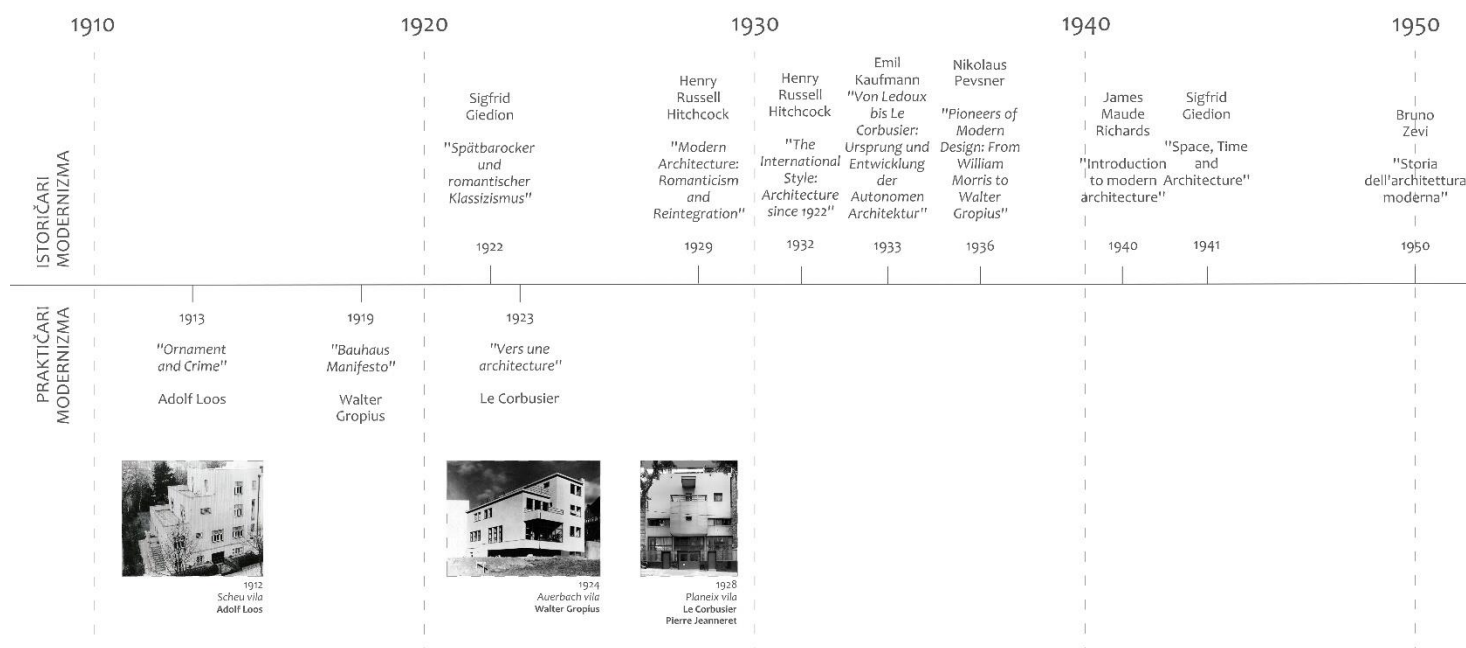 1910
1920
1930
1940
1950
ISTORIČARI
MODERNIZMA
Sigfrid
Giedion
"Spätbarocker
und
romantischer
Klassizismus"
1922
Henry
Russell
Hitchcock
"Modern
Architecture:
Romanticism
and
Reintegration"
1929
Henry
Russell
Hitchcock
"The
International
Style:
Architecture
since 1922"
1932
Emil
Kaufmann
"Von Ledoux
bis Le
Corbusier:
Ursprung und
Entwicklung
der
Autonomen
Architektur"
1933
Nikolaus
Pevsner
"Pioneers of
Modern
Design: From
William
Morris to
Walter
Gropius"
1936
James
Maude
Richards
"Introduction
to modern
architecture"
1940
Sigfrid
Giedion
"Space, Time
and
Architecture"
1941
Bruno
Zevi
"Storia
dell'architettura
moderna"
1950
PRAKTIČARI
MODERNIZMA
1913
"Ornament
and Crime"
Adolf Loos
1919
"Bauhaus
Manifesto"
Walter
Gropius
1923
"Vers une
architecture"
Le Corbusier
1912
Scheu vila
Adolf Loos
1924
Auerbach vila
Walter Gropius
1928
Planeix vila
Le Corbusier
Pierre Jeanneret